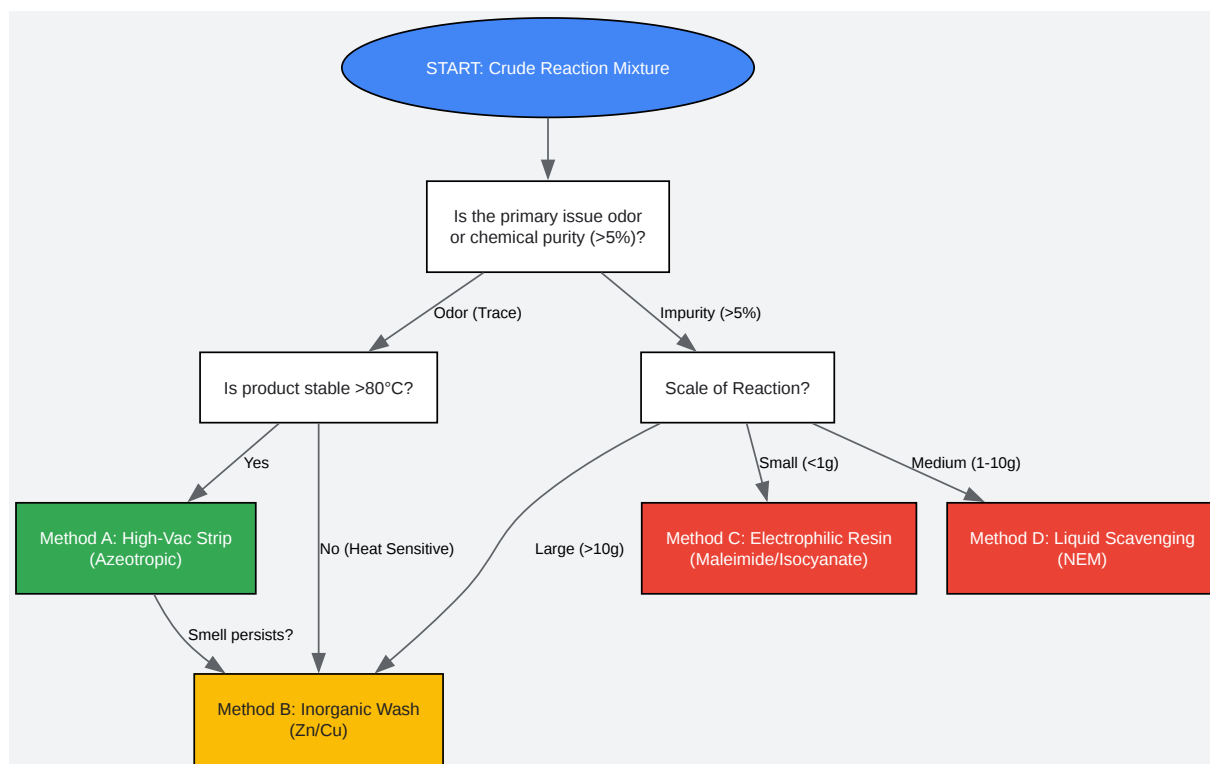 START: Crude Reaction Mixture
Is the primary issue odor
or chemical purity (>5%)?
Odor (Trace)
Impurity (>5%)
Is product stable >80°C?
Scale of Reaction?
Yes
Small (<1g)
Medium (1-10g)
Method A: High-Vac Strip
(Azeotropic)
No (Heat Sensitive)
Large (>10g)
Method C: Electrophilic Resin
(Maleimide/Isocyanate)
Method D: Liquid Scavenging
(NEM)
Smell persists?
Method B: Inorganic Wash
(Zn/Cu)